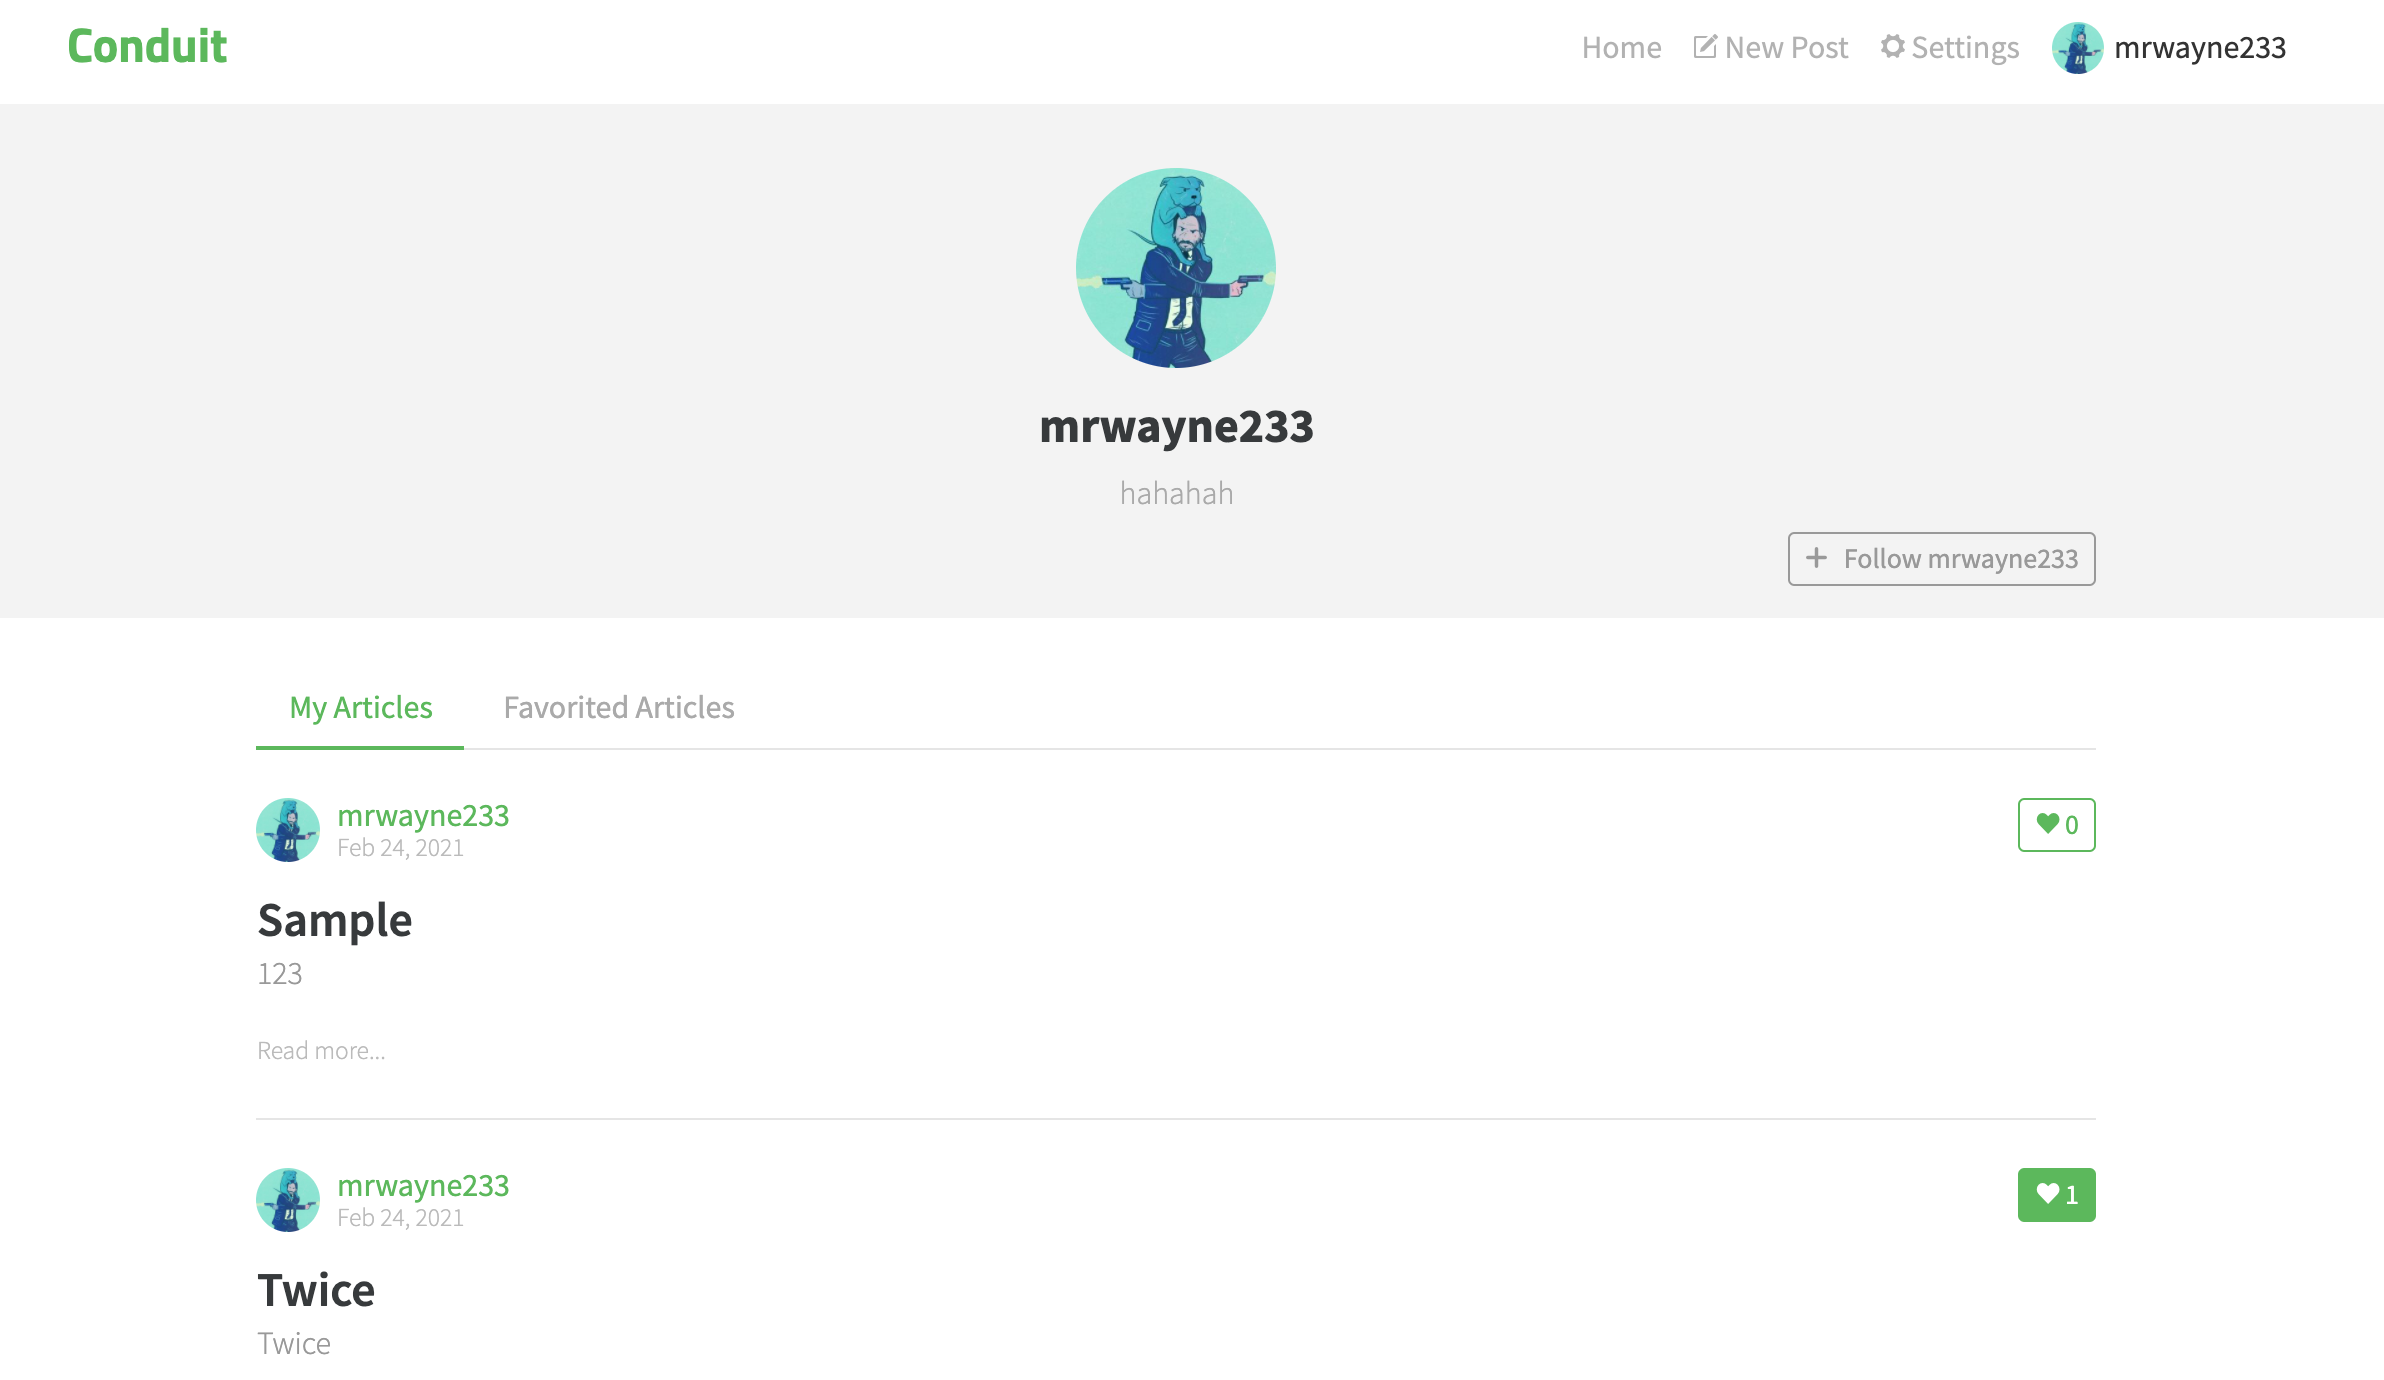 Conduit
Home New Post Settings mrwayne233
mrwayne233
hahahah
Follow mrwayne233
My Articles Favorited Articles
mrwayne233
Feb 24, 2021
0
Sample
123
Read more...
mrwayne233
Feb 24, 2021
1
Twice
Twice